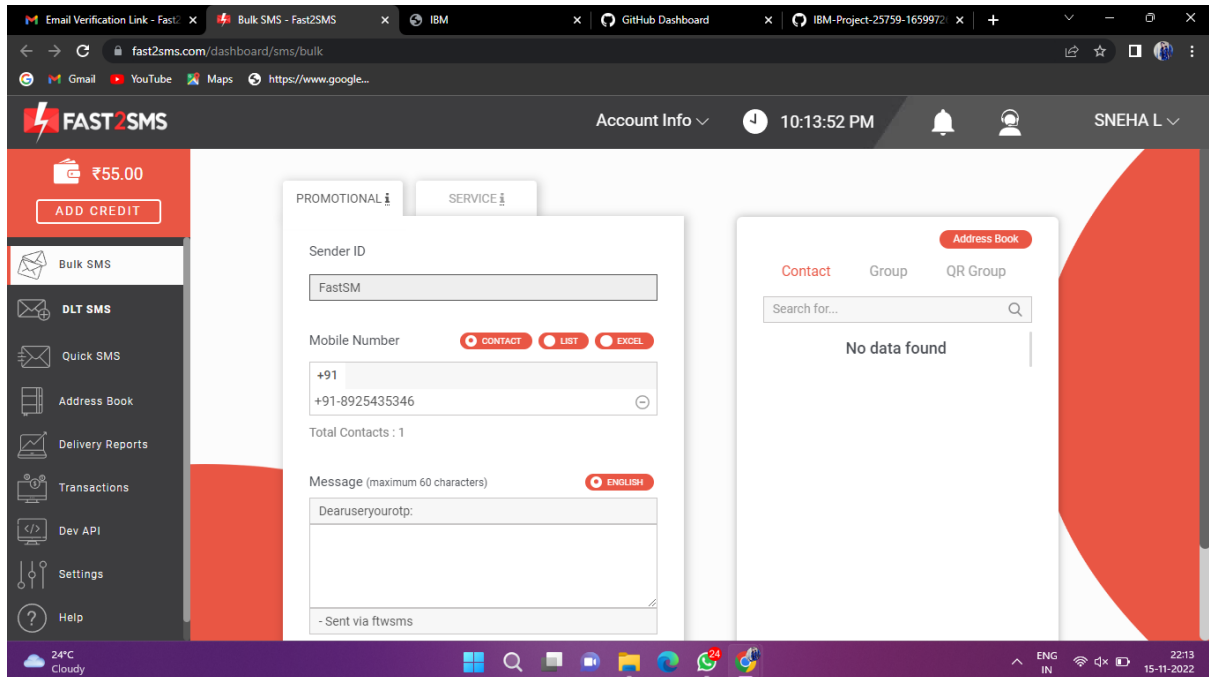 Email Verification Link - Fast2
Bulk SMS - Fast2SMS
IBM
GitHub Dashboard
IBM-Project-25759-1659972
fast2sms.com/dashboard/sms/bulk
Gmail
YouTube
Maps
https://www.google...
FAST2SMS
Account Info
10:13:52 PM
SNEHA L
₹55.00
ADD CREDIT
Bulk SMS
DLT SMS
Quick SMS
Address Book
Delivery Reports
Transactions
Dev API
Settings
Help
PROMOTIONAL i
SERVICE i
Sender ID
FastSM
Mobile Number
CONTACT
LIST
EXCEL
+91
+91-8925435346
Total Contacts : 1
Message (maximum 60 characters)
ENGLISH
Dearuseryourotp:
- Sent via ftwsms
Address Book
Contact
Group
QR Group
Search for...
No data found
24°C
Cloudy
24
ENG
IN
22:13
15-11-2022